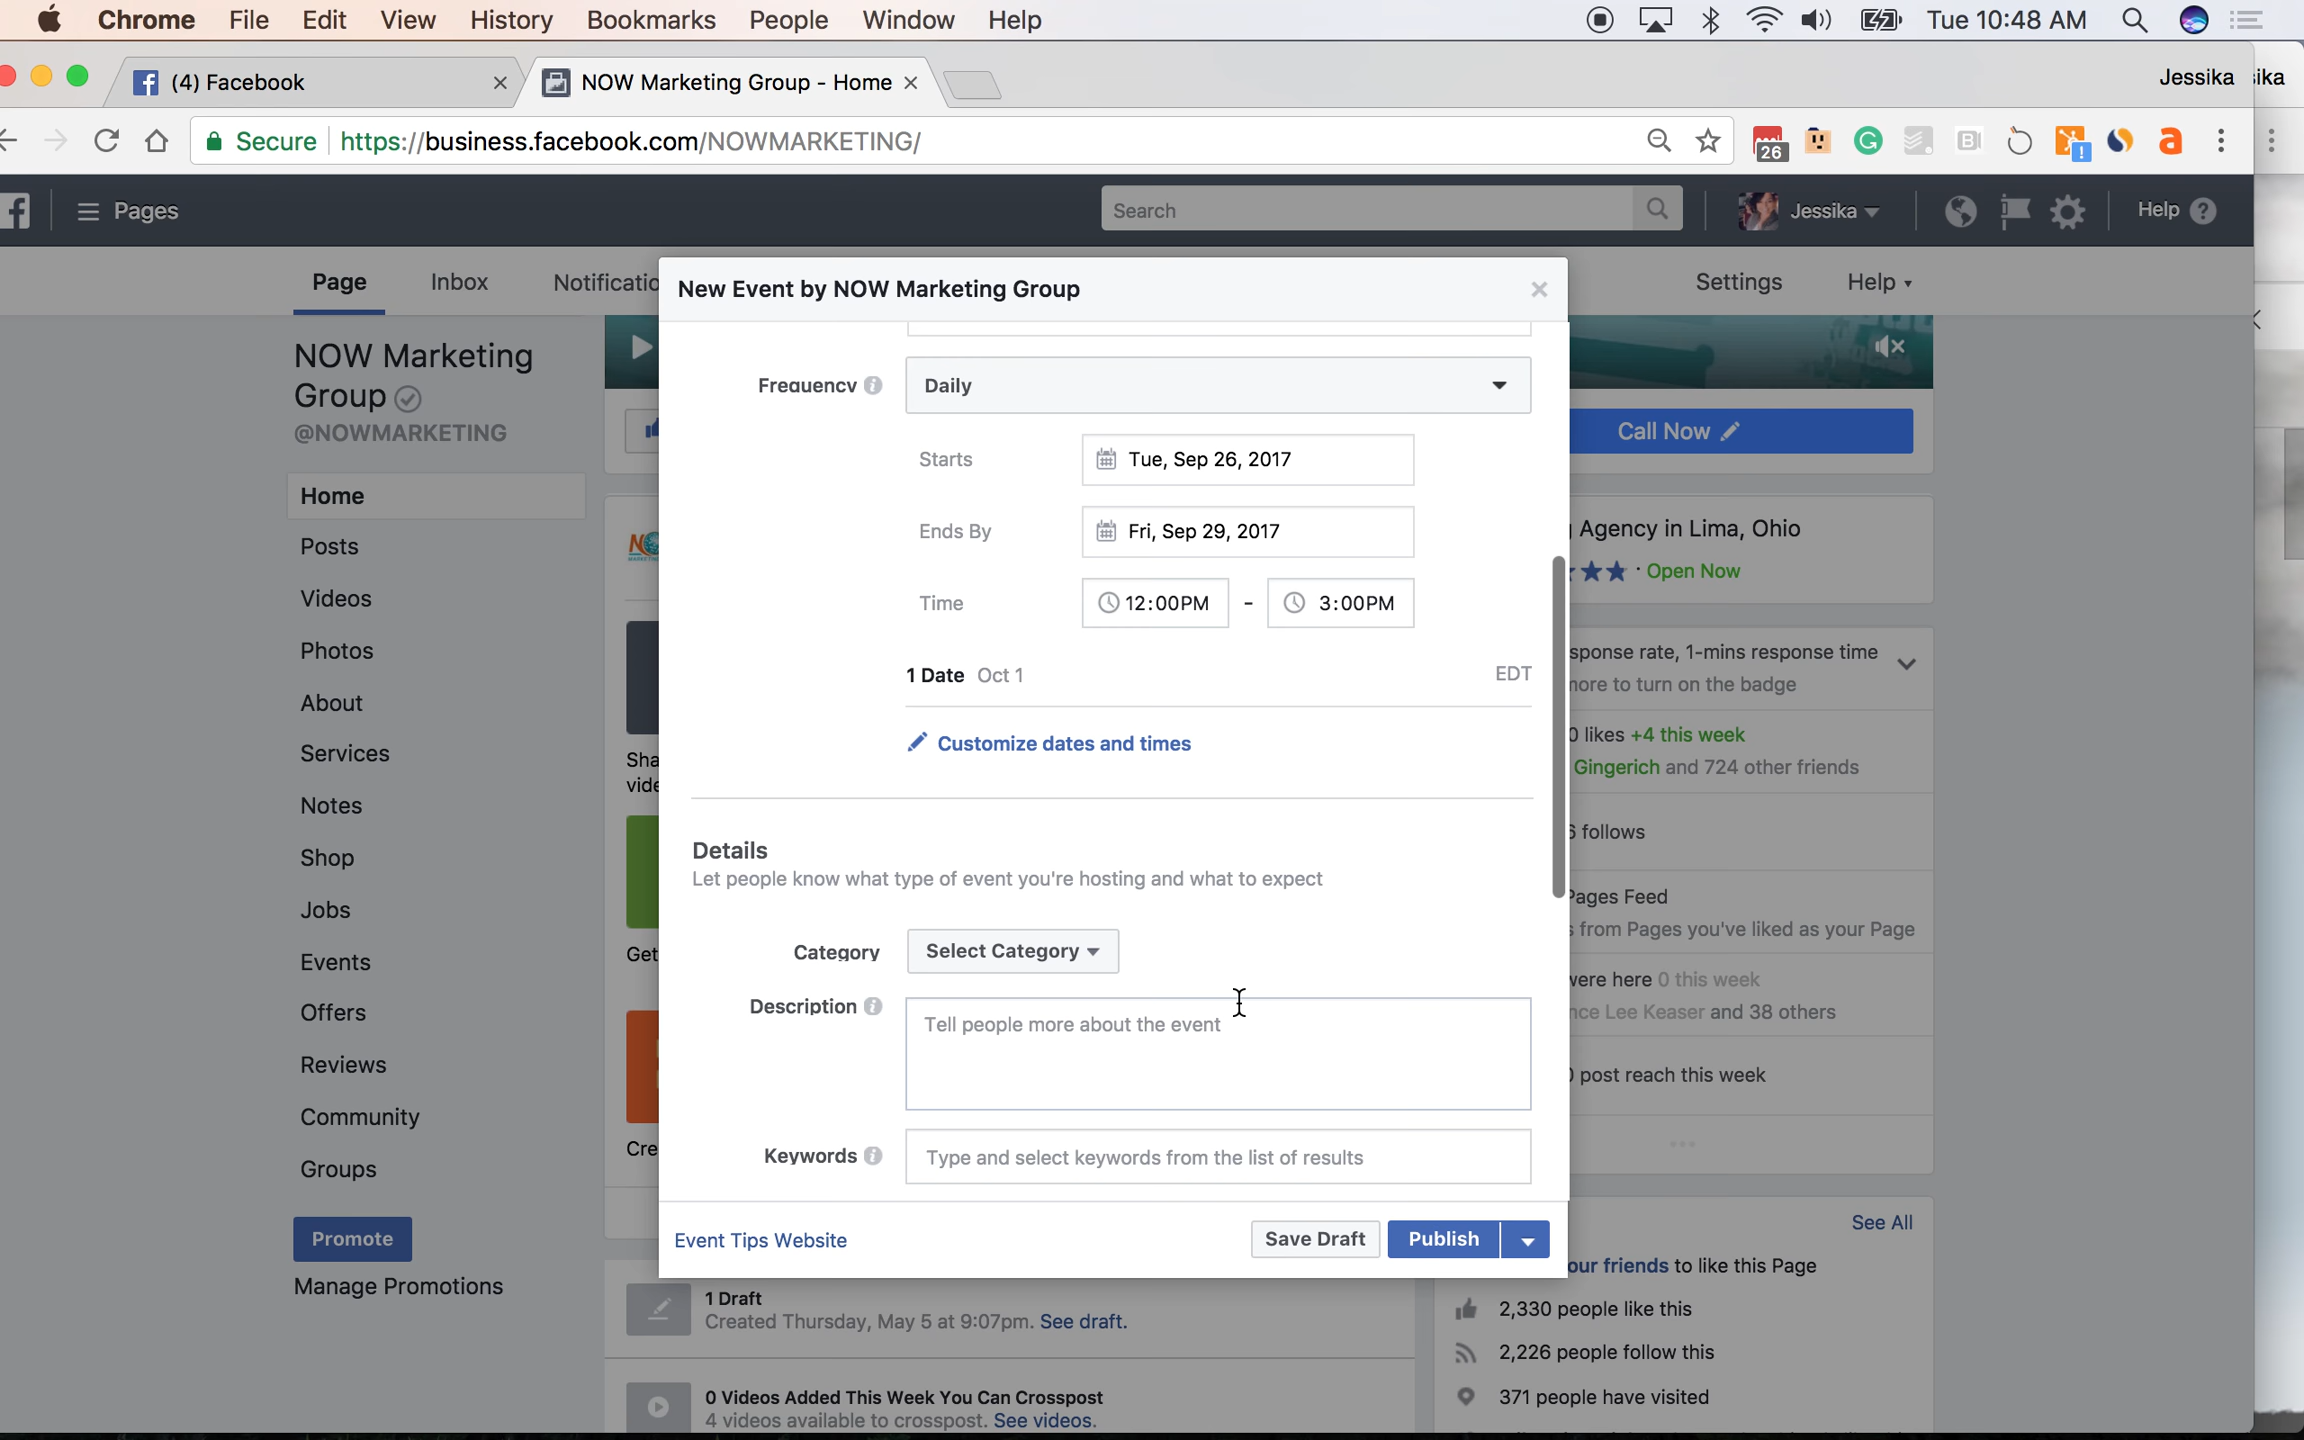 Chrome File Edit View History Bookmarks People Window Help Tue 10:48 AM
(4) Facebook NOW Marketing Group - Home Jessika
Secure https://business.facebook.com/NOWMARKETING/ 26
Pages Search Jessika Help
Page Inbox Settings Help
New Event by NOW Marketing Group
NOW Marketing
Group
@NOWMARKETING
Call Now
Home
Posts
Videos
Photos
About
Services
Notes
Shop
Jobs
Events
Offers
Reviews
Community
Groups
Promote
Manage Promotions
Frequency Daily
Starts Tue, Sep 26, 2017
Ends By Fri, Sep 29, 2017
Time 12:00PM - 3:00PM
1 Date Oct 1 EDT
Customize dates and times
Details
Let people know what type of event you're hosting and what to expect
Category Select Category
Description Tell people more about the event
Keywords Type and select keywords from the list of results
Event Tips Website Save Draft Publish
Agency in Lima, Ohio
Open Now
rate, 1-mins response time
to turn on the badge
likes +4 this week
Gingerich and 724 other friends
follows
Pages Feed
from Pages you've liked as your Page
here 0 this week
Lee Keaser and 38 others
post reach this week
See All
friends to like this Page
2,330 people like this
2,226 people follow this
371 people have visited
1 Draft
Created Thursday, May 5 at 9:07pm. See draft.
0 Videos Added This Week You Can Crosspost
4 videos available to crosspost. See videos.